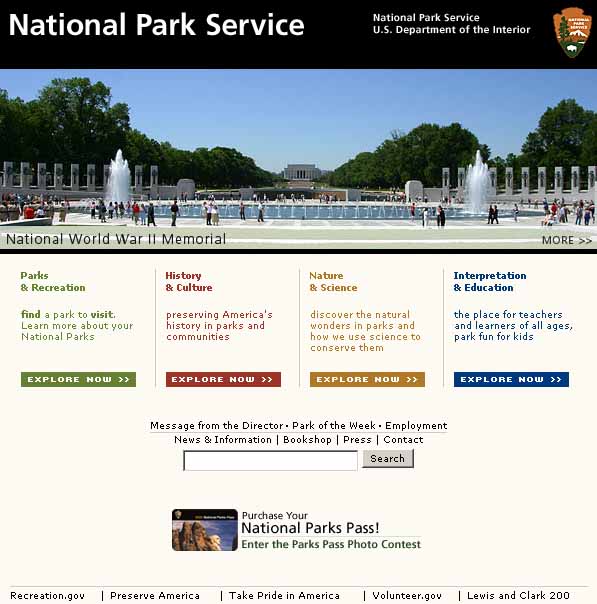 National Park Service
National Park Service
U.S. Department of the Interior
NATIONAL
PARK
SERVICE
National World War II Memorial
MORE >>
Parks
& Recreation
find a park to visit.
Learn more about your
National Parks
EXPLORE NOW >>
History
& Culture
preserving America's
history in parks and
communities
EXPLORE NOW >>
Nature
& Science
discover the natural
wonders in parks and
how we use science to
conserve them
EXPLORE NOW >>
Interpretation
& Education
the place for teachers
and learners of all ages,
park fun for kids
EXPLORE NOW >>
Message from the Director • Park of the Week • Employment
News & Information | Bookshop | Press | Contact
Search
Purchase Your
National Parks Pass!
Enter the Parks Pass Photo Contest
Recreation.gov | Preserve America | Take Pride in America | Volunteer.gov | Lewis and Clark 200